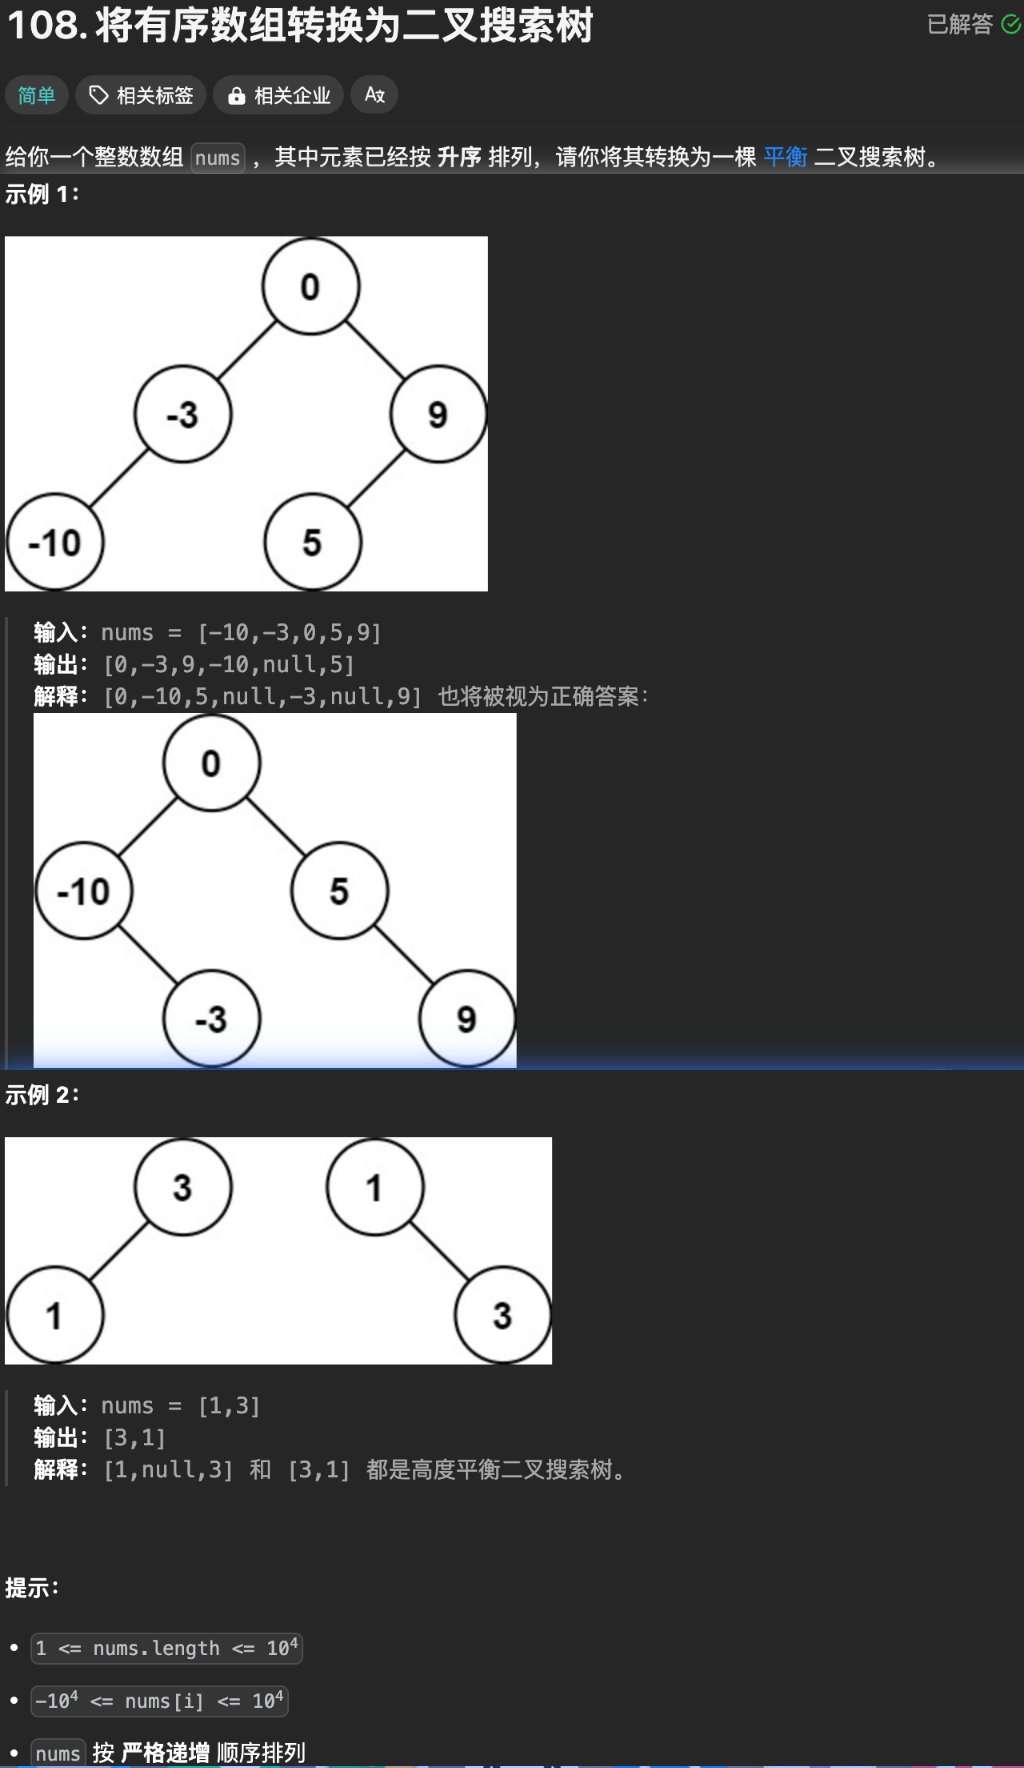 108. 将有序数组转换为二叉搜索树
已解答
简单 相关标签 相关企业 Az
给你一个整数数组 nums ，其中元素已经按 升序 排列，请你将其转换为一棵 平衡 二叉搜索树。
示例 1：
0
-3 9
-10 5
输入：nums = [-10,-3,0,5,9]
输出：[0,-3,9,-10,null,5]
解释：[0,-10,5,null,-3,null,9] 也将被视为正确答案：
0
-10 5
-3 9
示例 2：
3 1
1 3
输入：nums = [1,3]
输出：[3,1]
解释：[1,null,3] 和 [3,1] 都是高度平衡二叉搜索树。
提示：
• 1 <= nums.length <= 10⁴
• -10⁴ <= nums[i] <= 10⁴
• nums 按 严格递增 顺序排列